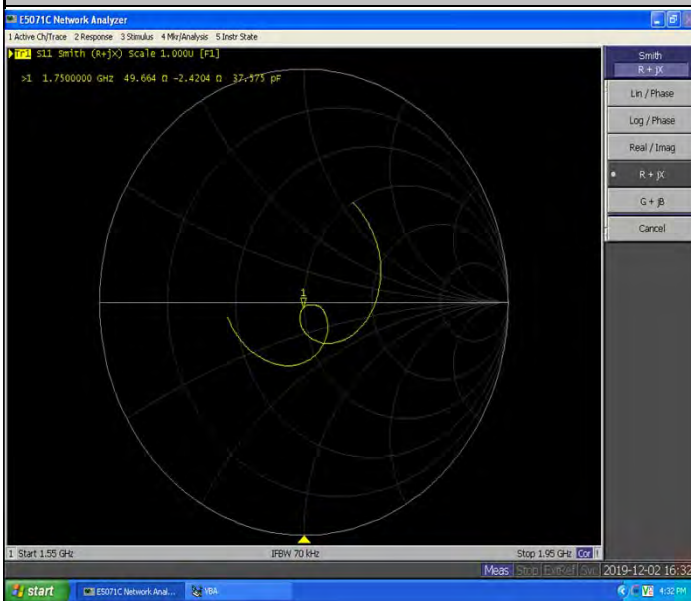 E5071C Network Analyzer
1 Active Ch/Trace 2 Response 3 Stimulus 4 Mkr/Analysis 5 Instr State
Tr1 S11 Smith (R+jX) Scale 1.000U [F1]
>1 1.7500000 GHz 49.664 Ω -2.4204 Ω 37.575 pF
1
Smith
R + jX
Lin / Phase
Log / Phase
Real / Imag
R + jX
G + jB
Cancel
1 Start 1.55 GHz IFBW 70 kHz Stop 1.95 GHz Cor !
Meas Stop ExtRef Svc 2019-12-02 16:32
start E5071C Network Anal... VBA 4:32 PM